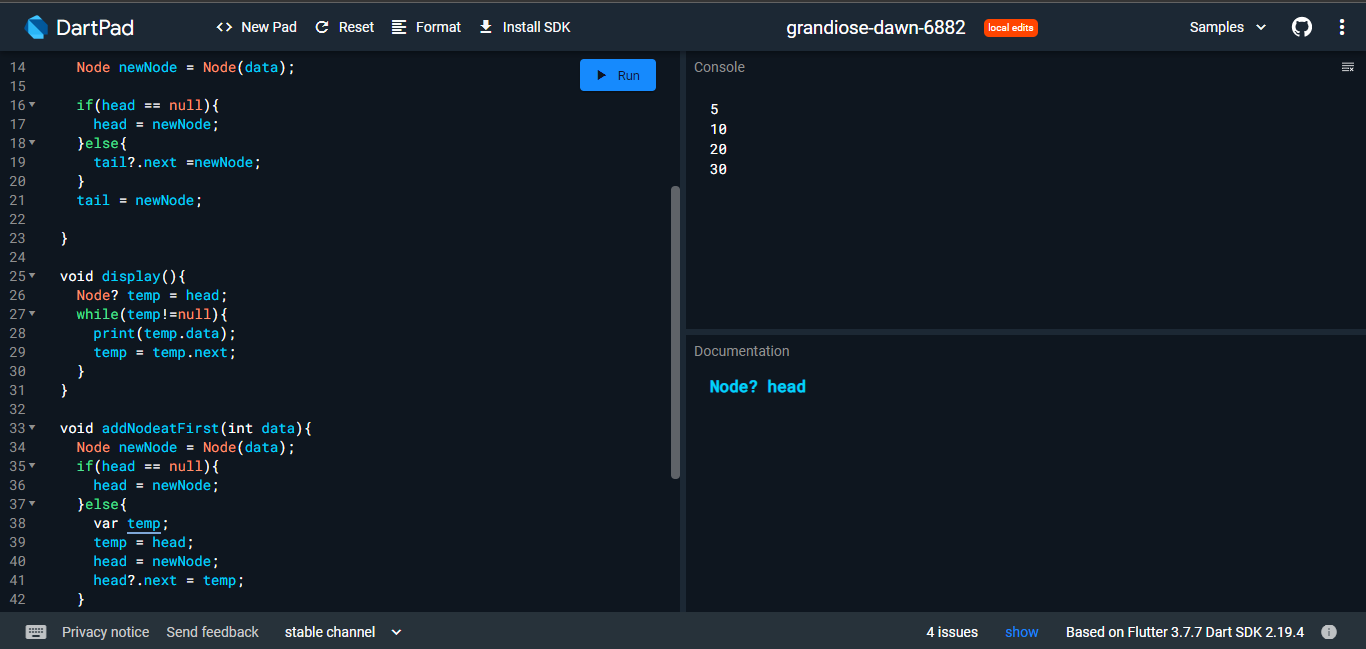 DartPad
<> New Pad
Reset
Format
Install SDK
grandiose-dawn-6882
local edits
Samples
14 Node newNode = Node(data);
15
16 if(head == null){
17 head = newNode;
18 }else{
19 tail?.next =newNode;
20 }
21 tail = newNode;
22
23 }
24
25 void display(){
26 Node? temp = head;
27 while(temp!=null){
28 print(temp.data);
29 temp = temp.next;
30 }
31 }
32
33 void addNodeatFirst(int data){
34 Node newNode = Node(data);
35 if(head == null){
36 head = newNode;
37 }else{
38 var temp;
39 temp = head;
40 head = newNode;
41 head?.next = temp;
42 }
Run
Console
5
10
20
30
Documentation
Node? head
Privacy notice
Send feedback
stable channel
4 issues
show
Based on Flutter 3.7.7 Dart SDK 2.19.4